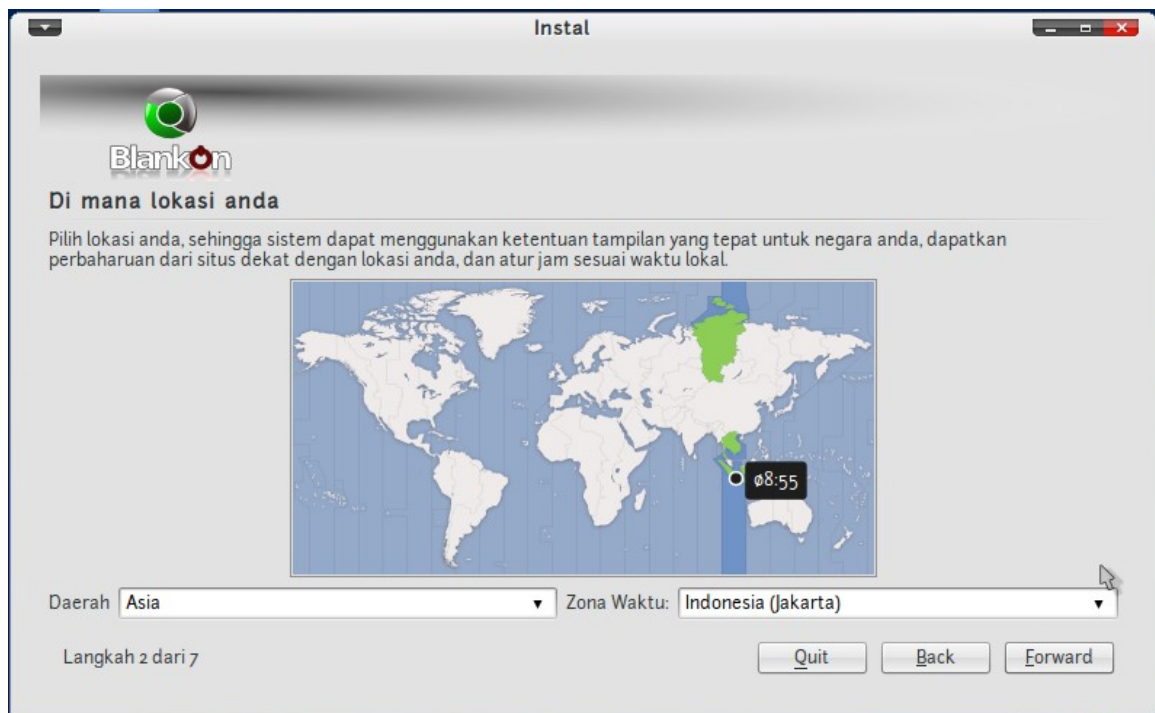 Instal
BlankOn
Di mana lokasi anda
Pilih lokasi anda, sehingga sistem dapat menggunakan ketentuan tampilan yang tepat untuk negara anda, dapatkan
perbaharuan dari situs dekat dengan lokasi anda, dan atur jam sesuai waktu lokal.
08:55
Daerah Asia Zona Waktu: Indonesia (Jakarta)
Langkah 2 dari 7 Quit Back Forward